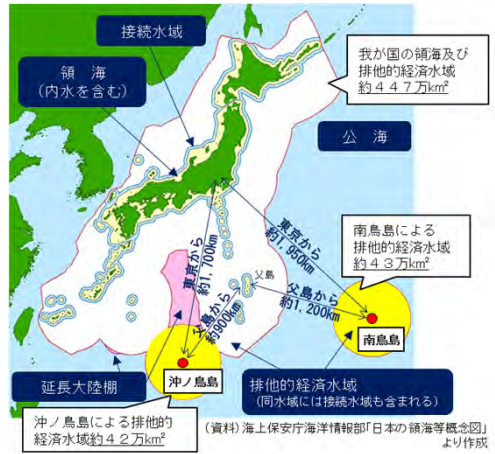 接続水域
領 海
(内水を含む)
我が国の領海及び
排他的経済水域
約447万km²
公 海
東京から
約1,950km
東京から
約1,700km
南鳥島による
排他的経済水域
約43万km²
父島
父島から
約1,200km
父島から
約900km
南鳥島
沖ノ鳥島
延長大陸棚
排他的経済水域
(同水域には接続水域も含まれる)
沖ノ鳥島による排他的
経済水域約42万km²
(資料)海上保安庁海洋情報部「日本の領海等概念図」
より作成